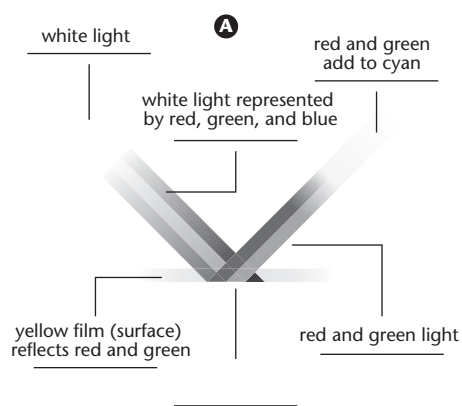 A
white light
red and green
add to cyan
white light represented
by red, green, and blue
yellow film (surface)
reflects red and green
red and green light